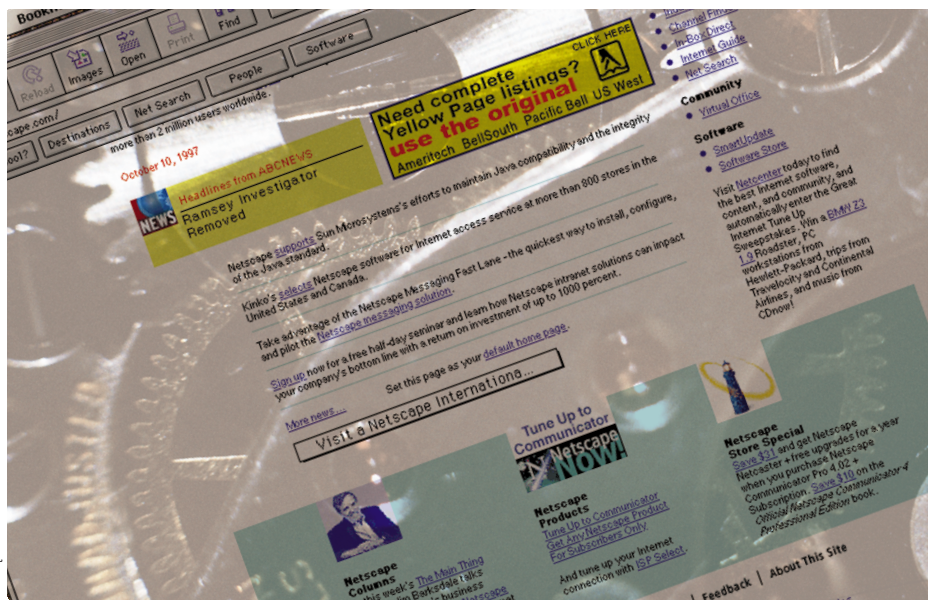 Bookm
Reload
Images
Open
Print
Find
cape.com/
ool?
Destinations
Net Search
People
Software
more than 2 million users worldwide.
October 10, 1997
NEWS
Headlines from ABCNEWS
Ramsey Investigator
Removed
Need complete
Yellow Page listings?
use the original
CLICK HERE
Ameritech BellSouth Pacific Bell US West
Netscape supports Sun Microsystems's efforts to maintain Java compatibility and the integrity
of the Java standard.
Kinko's selects Netscape software for Internet access service at more than 800 stores in the
United States and Canada.
Take advantage of the Netscape Messaging Fast Lane - the quickest way to install, configure,
and pilot the Netscape messaging solution.
Sign up now for a free half-day seminar and learn how Netscape intranet solutions can impact
your company's bottom line with a return on investment of up to 1000 percent.
Set this page as your default home page.
More news...
Visit a Netscape Internationa...
Channel Finder
In-Box Direct
Internet Guide
Net Search
Community
Virtual Office
Software
SmartUpdate
Software Store
Visit Netcenter today to find
the best Internet software,
content, and community, and
automatically enter the Great
Internet Tune Up
Sweepstakes. Win a BMW Z3
1.9 Roadster, PC
workstations from
Hewlett-Packard, trips from
Travelocity and Continental
Airlines, and music from
CDnow!
Netscape
Columns
this week's The Main Thing
im Barksdale talks
's business
Netscape
Tune Up to
Communicator
Netscape
NOW!
Netscape
Products
Tune Up to Communicator
Get Any Netscape Product
For Subscribers Only
And tune up your Internet
connection with ISP Select.
Netscape
Store Special
Save $31 and get Netscape
Netcaster + free upgrades for a year
when you purchase Netscape
Communicator Pro 4.02 +
Subscription. Save $10 on the
Official Netscape Communicator 4
Professional Edition book.
| Feedback | About This Site